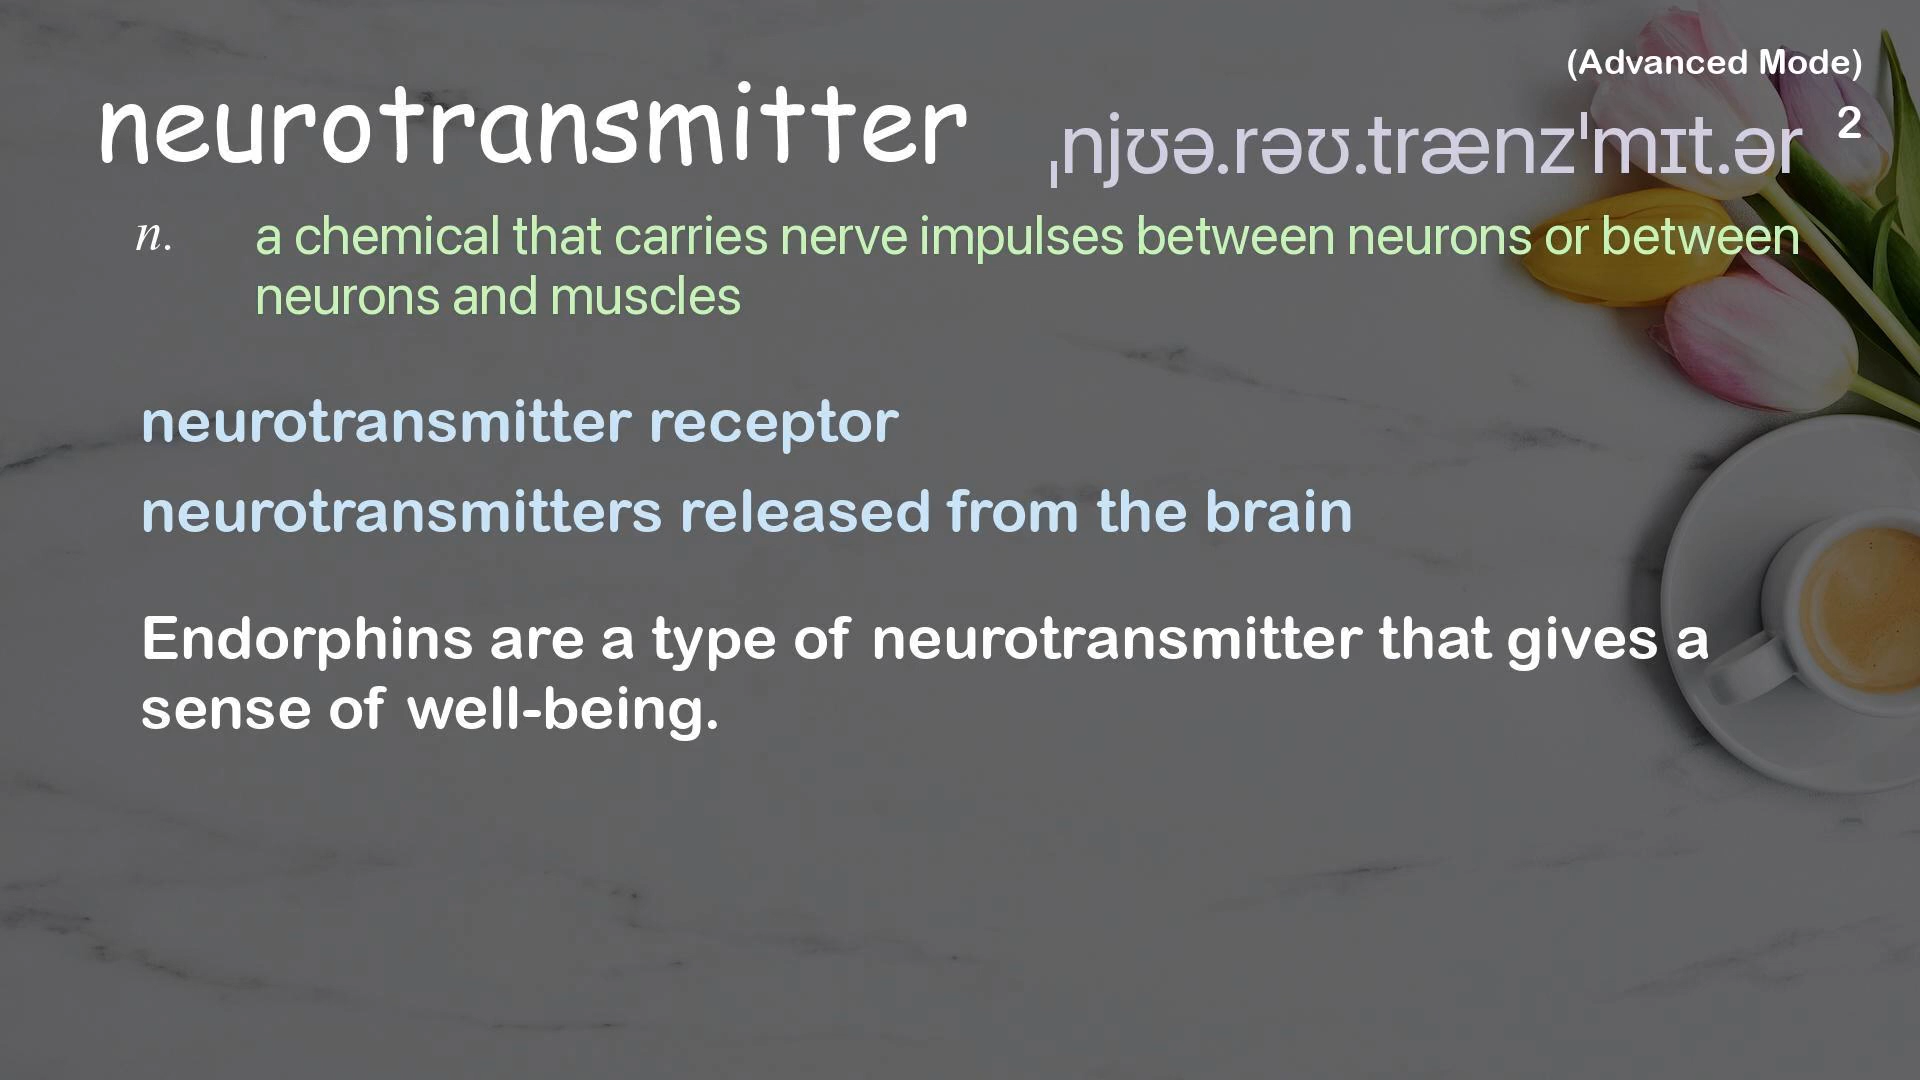 (Advanced Mode)
neurotransmitter ˌnjʊə.rəʊ.trænzˈmɪt.ər 2
n. a chemical that carries nerve impulses between neurons or between
neurons and muscles
neurotransmitter receptor
neurotransmitters released from the brain
Endorphins are a type of neurotransmitter that gives a
sense of well-being.